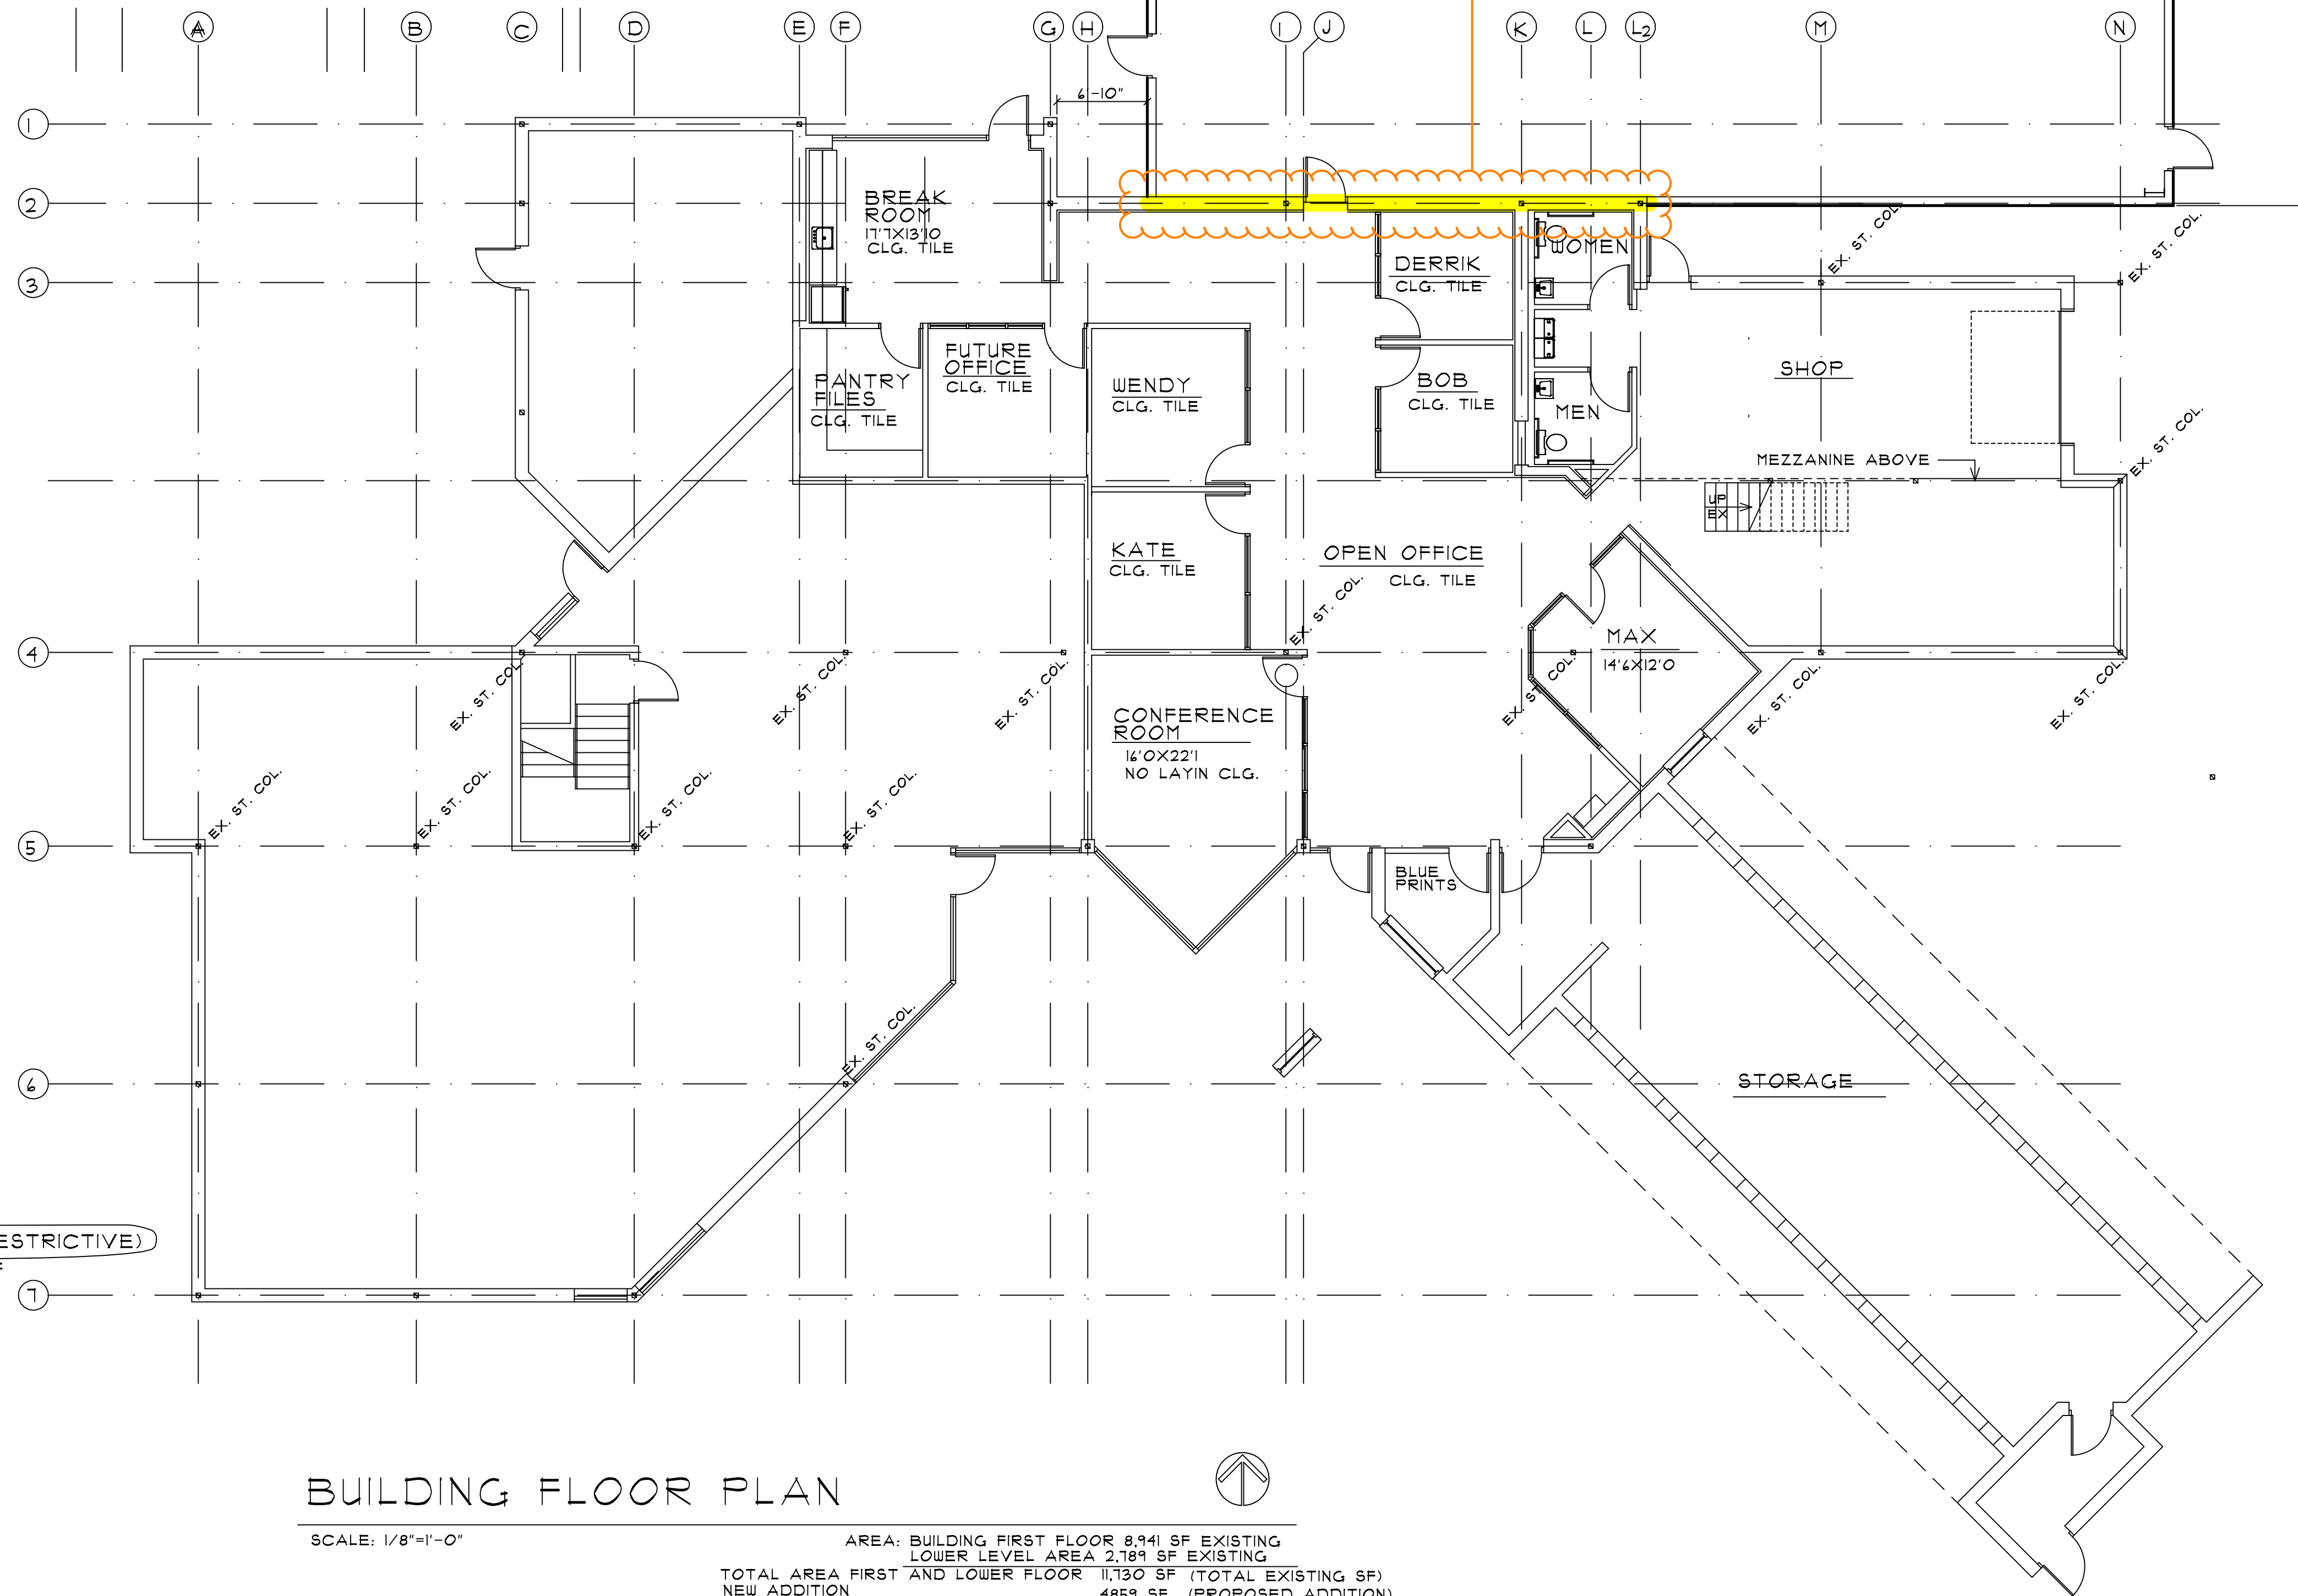 A B C D E F G H I J K L L2 M N
1
6'-10"
2
BREAK
ROOM
17'7X13'10
CLG. TILE
WOMEN
EX. ST. COL.
EX. ST. COL.
3
DERRIK
CLG. TILE
FUTURE
OFFICE
CLG. TILE
PANTRY
FILES
CLG. TILE
WENDY
CLG. TILE
BOB
CLG. TILE
MEN
SHOP
EX. ST. COL.
MEZZANINE ABOVE
UP
EX
KATE
CLG. TILE
OPEN OFFICE
CLG. TILE
EX. ST. COL.
4
MAX
14'6X12'0
EX. ST. COL.
EX. ST. COL.
EX. ST. COL.
EX. ST. COL.
EX. ST. COL.
EX. ST. COL.
CONFERENCE
ROOM
16'0X22'1
NO LAYIN CLG.
EX. ST. COL.
EX. ST. COL.
EX. ST. COL.
EX. ST. COL.
5
BLUE
PRINTS
EX. ST. COL.
6
STORAGE
ESTRICTIVE)
7
BUILDING FLOOR PLAN
SCALE: 1/8"=1'-0"
AREA: BUILDING FIRST FLOOR 8,941 SF EXISTING
LOWER LEVEL AREA 2,789 SF EXISTING
TOTAL AREA FIRST AND LOWER FLOOR 11,730 SF (TOTAL EXISTING SF)
NEW ADDITION 4859 SF (PROPOSED ADDITION)